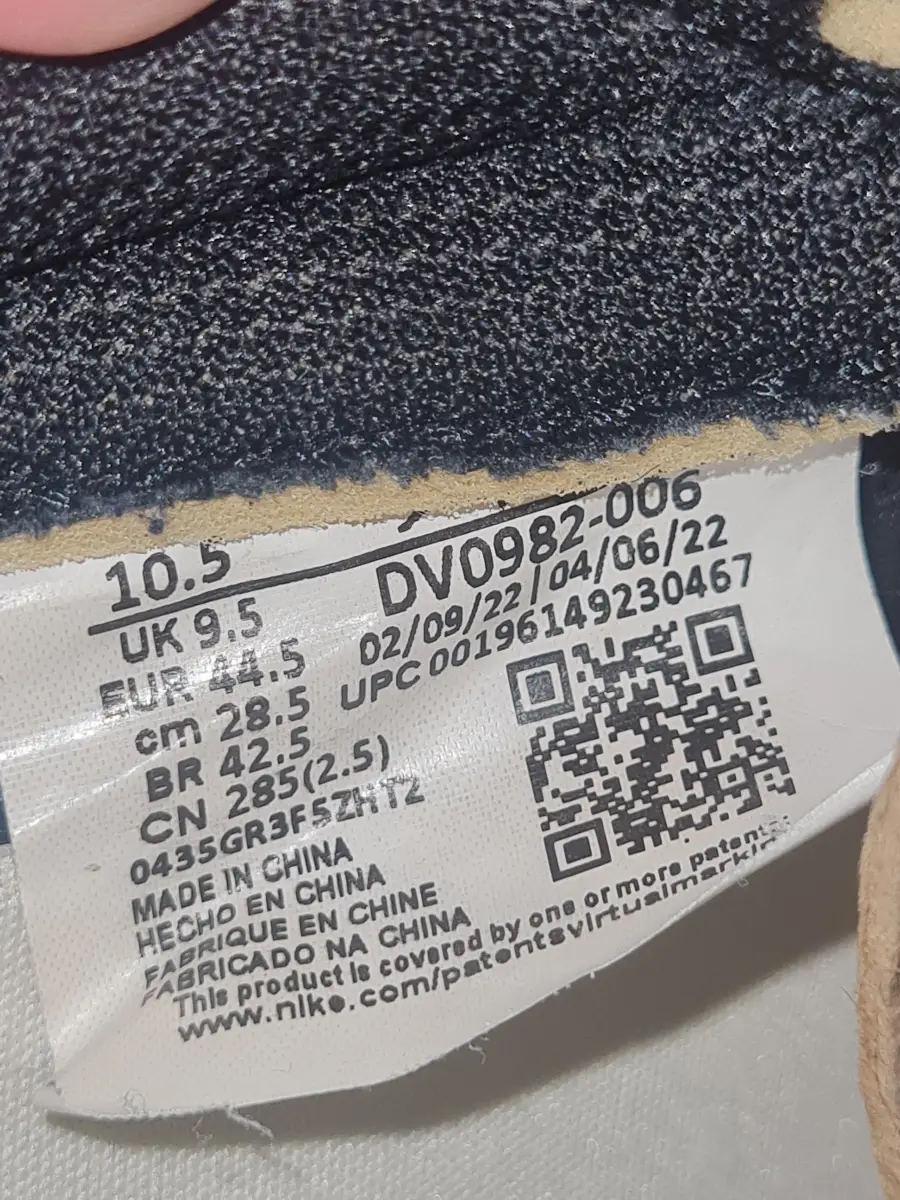 10.5
UK 9.5
EUR 44.5
cm 28.5
BR 42.5
CN 285(2.5)
0435GR3F5ZHT2
DV0982-006
02/09/22/04/06/22
UPC 00196149230467
MADE IN CHINA
HECHO EN CHINA
FABRIQUE EN CHINE
FABRICADO NA CHINA
This product is covered by one or more patent
www.nike.com/patentsvirtualmarkin